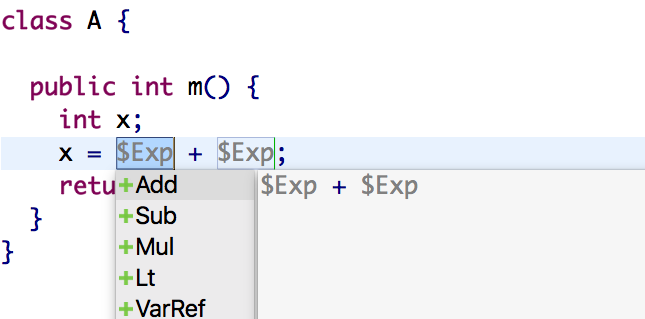 class A {
public int m() {
int x;
x = $Exp + $Exp;
retu
Add $Exp + $Exp
Sub
}
Mul
}
Lt
VarRef